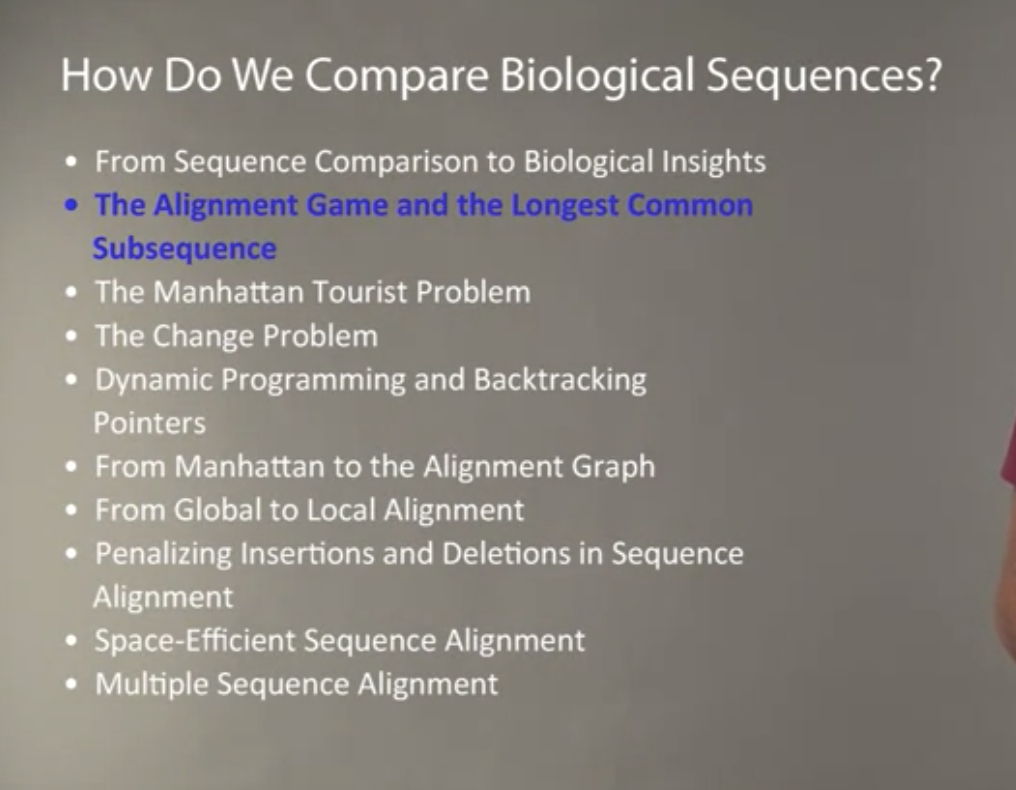 How Do We Compare Biological Sequences?
• From Sequence Comparison to Biological Insights
• The Alignment Game and the Longest Common
Subsequence
• The Manhattan Tourist Problem
• The Change Problem
• Dynamic Programming and Backtracking
Pointers
• From Manhattan to the Alignment Graph
• From Global to Local Alignment
• Penalizing Insertions and Deletions in Sequence
Alignment
• Space-Efficient Sequence Alignment
• Multiple Sequence Alignment